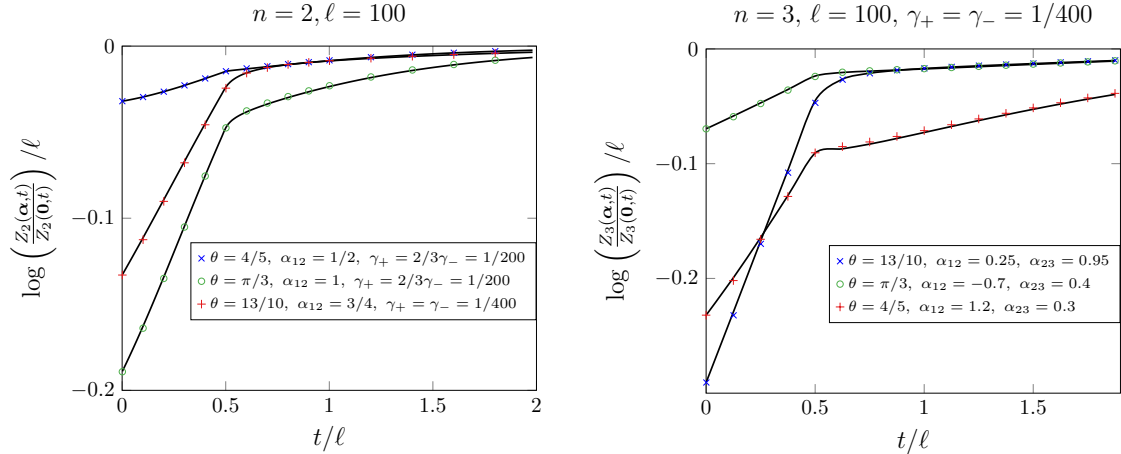 n = 2, ℓ = 100
0
−0.1
−0.2
log (Z₂(α,t)/Z₂(0,t)) /ℓ
θ = 4/5, α₁₂ = 1/2, γ₊ = 2/3γ₋ = 1/200
θ = π/3, α₁₂ = 1, γ₊ = 2/3γ₋ = 1/200
θ = 13/10, α₁₂ = 3/4, γ₊ = γ₋ = 1/400
0 0.5 1 1.5 2
t/ℓ
n = 3, ℓ = 100, γ₊ = γ₋ = 1/400
0
−0.1
−0.2
log (Z₃(α,t)/Z₃(0,t)) /ℓ
θ = 13/10, α₁₂ = 0.25, α₂₃ = 0.95
θ = π/3, α₁₂ = −0.7, α₂₃ = 0.4
θ = 4/5, α₁₂ = 1.2, α₂₃ = 0.3
0 0.5 1 1.5
t/ℓ